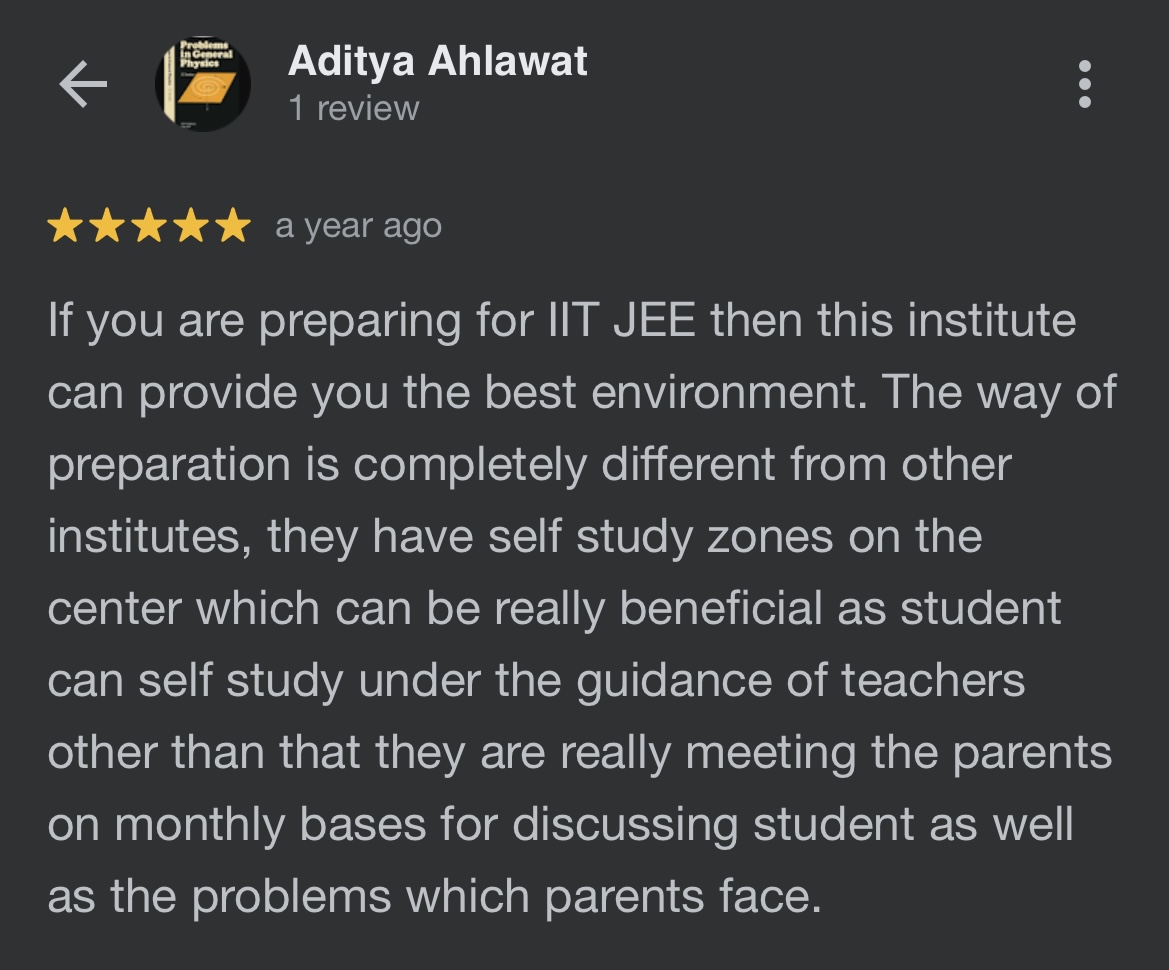 Problems
in General
Physics
Aditya Ahlawat
1 review
a year ago
If you are preparing for IIT JEE then this institute
can provide you the best environment. The way of
preparation is completely different from other
institutes, they have self study zones on the
center which can be really beneficial as student
can self study under the guidance of teachers
other than that they are really meeting the parents
on monthly bases for discussing student as well
as the problems which parents face.